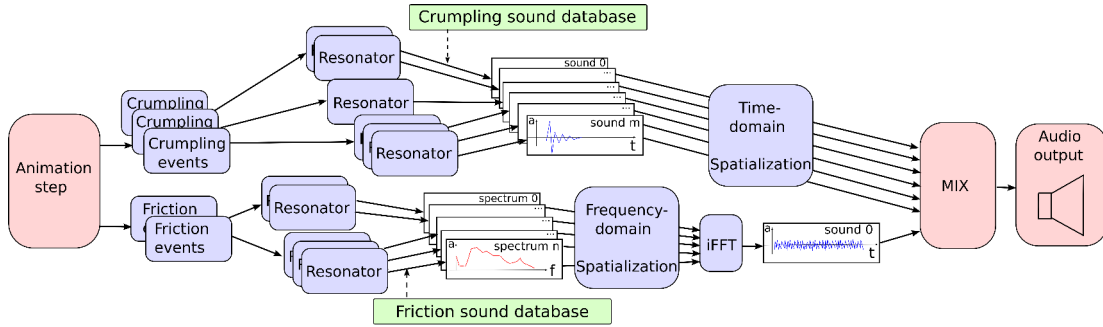 Crumpling sound database
Resonator
sound 0
...
...
...
...
a
sound m
t
Resonator
Resonator
Crumpling
Crumpling
Crumpling
events
Time-
domain
Spatialization
Animation
step
MIX
Audio
output
Friction
Friction
events
Resonator
Resonator
spectrum 0
...
...
...
a
spectrum n
f
Frequency-
domain
Spatialization
iFFT
a
sound 0
t
Friction sound database